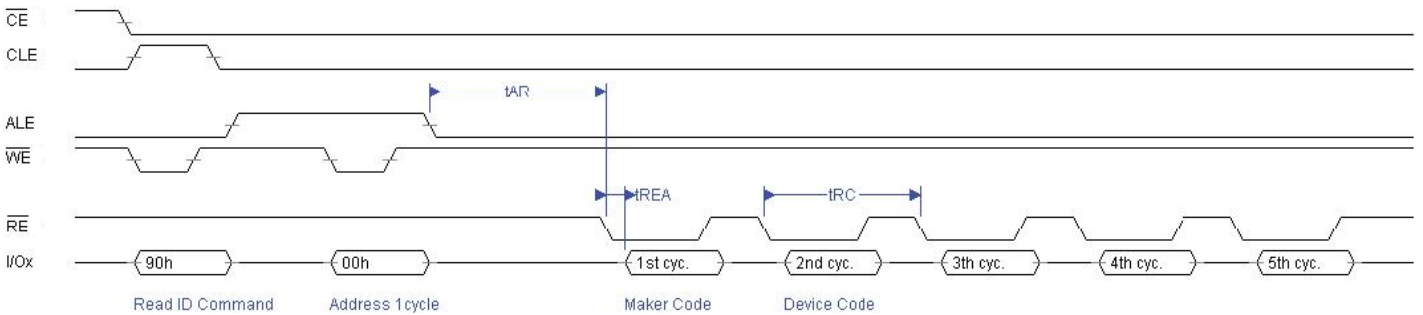 CE
CLE
tAR
ALE
WE
tREA
tRC
RE
I/Ox
90h
00h
1st cyc.
2nd cyc.
3th cyc.
4th cyc.
5th cyc.
Read ID Command
Address 1cycle
Maker Code
Device Code